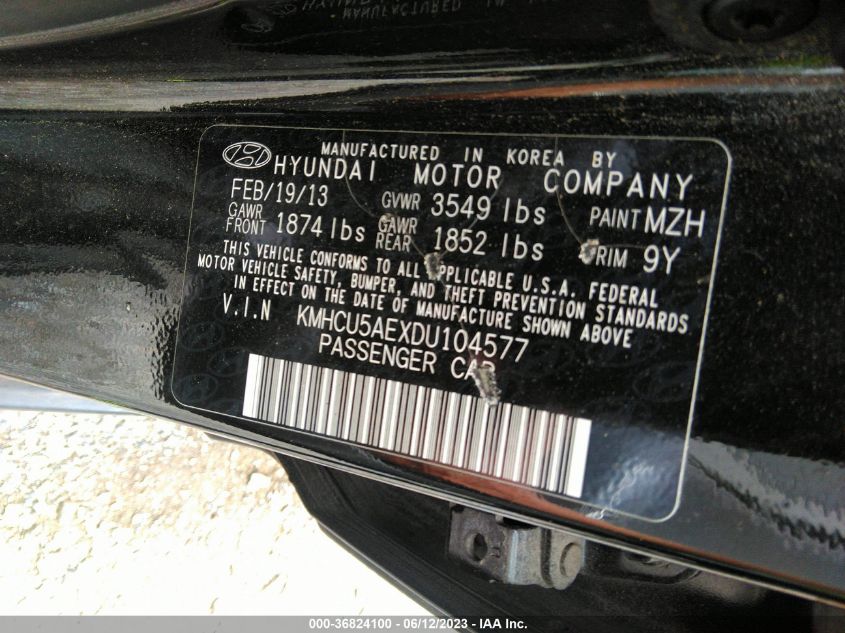 MANUFACTURED IN KOREA BY
HYUNDAI MOTOR COMPANY
FEB/19/13 GVWR 3549 lbs PAINT MZH
GAWR FRONT 1874 lbs GAWR REAR 1852 lbs TRIM 9Y
THIS VEHICLE CONFORMS TO ALL APPLICABLE U.S.A. FEDERAL
MOTOR VEHICLE SAFETY, BUMPER, AND THEFT PREVENTION STANDARDS
IN EFFECT ON THE DATE OF MANUFACTURE SHOWN ABOVE
V.I.N KMHCU5AEXDU104577
PASSENGER CAR
000-36824100 - 06/12/2023 - IAA Inc.